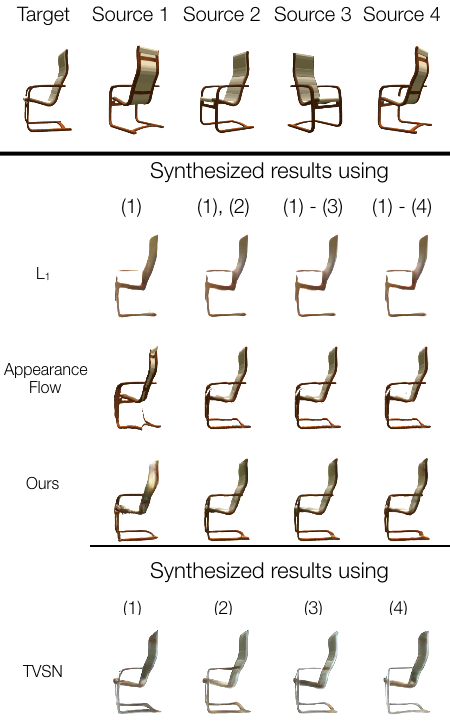 Target Source 1 Source 2 Source 3 Source 4
Synthesized results using
(1) (1), (2) (1) - (3) (1) - (4)
L₁
Appearance
Flow
Ours
Synthesized results using
(1) (2) (3) (4)
TVSN